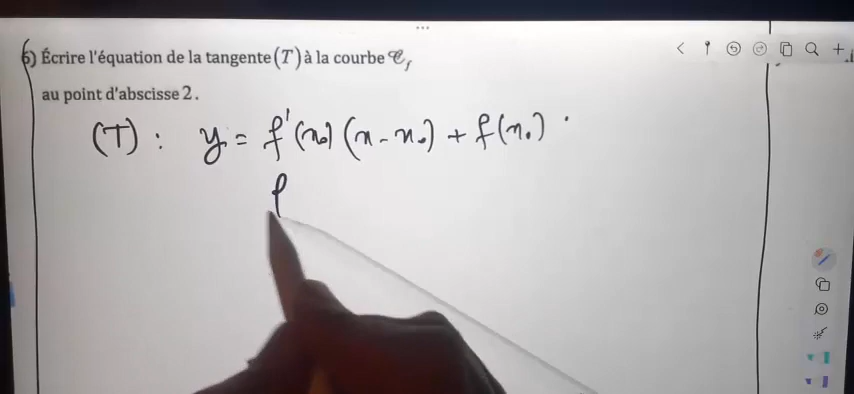 6) Écrire l'équation de la tangente (T) à la courbe 𝒞f
au point d'abscisse 2.
(T) : y = f'(x₀) (x - x₀) + f(x₀) .
f